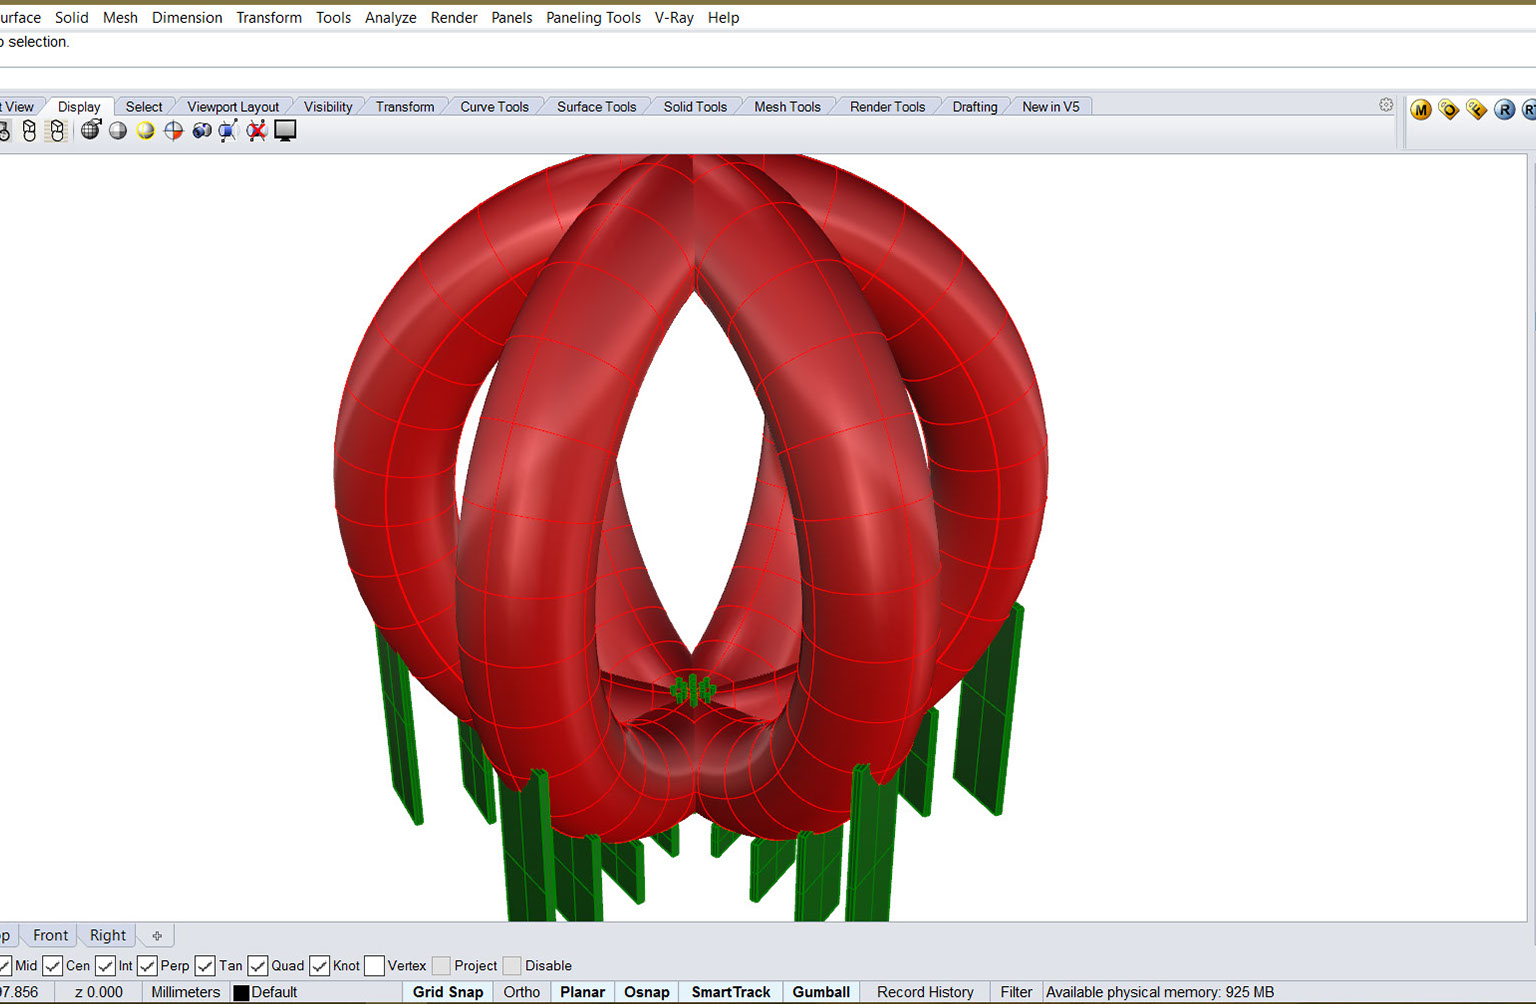 urface Solid Mesh Dimension Transform Tools Analyze Render Panels Paneling Tools V-Ray Help
o selection.
t View Display Select Viewport Layout Visibility Transform Curve Tools Surface Tools Solid Tools Mesh Tools Render Tools Drafting New in V5
M O F R R
op Front Right
Mid Cen Int Perp Tan Quad Knot Vertex Project Disable
97.856 z 0.000 Millimeters Default Grid Snap Ortho Planar Osnap SmartTrack Gumball Record History Filter Available physical memory: 925 MB